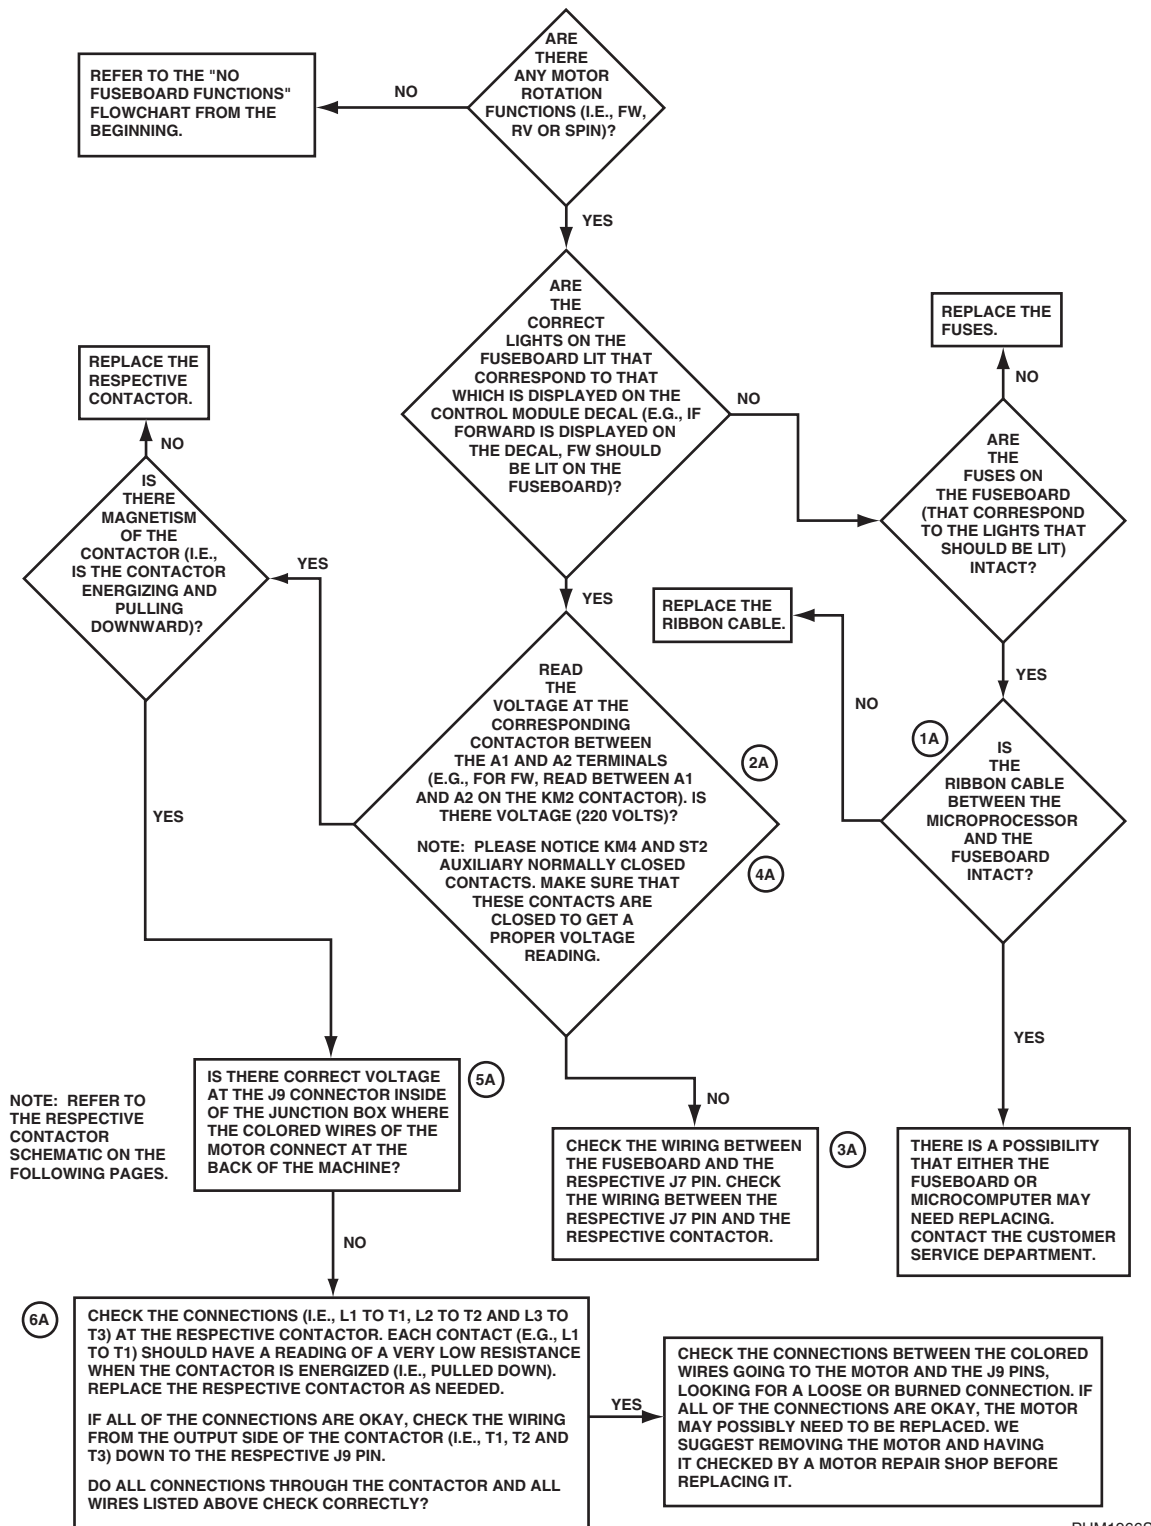 ARE
THERE
ANY MOTOR
ROTATION
FUNCTIONS (I.E., FW,
RV OR SPIN)?
NO
REFER TO THE "NO
FUSEBOARD FUNCTIONS"
FLOWCHART FROM THE
BEGINNING.
YES
ARE
THE
CORRECT
LIGHTS ON THE
FUSEBOARD LIT THAT
CORRESPOND TO THAT
WHICH IS DISPLAYED ON THE
CONTROL MODULE DECAL (E.G., IF
FORWARD IS DISPLAYED ON
THE DECAL, FW SHOULD
BE LIT ON THE
FUSEBOARD)?
NO
REPLACE THE
FUSES.
NO
ARE
THE
FUSES ON
THE FUSEBOARD
(THAT CORRESPOND
TO THE LIGHTS THAT
SHOULD BE LIT)
INTACT?
YES
REPLACE THE
RESPECTIVE
CONTACTOR.
NO
IS
THERE
MAGNETISM
OF THE
CONTACTOR (I.E.,
IS THE CONTACTOR
ENERGIZING AND
PULLING
DOWNWARD)?
YES
YES
REPLACE THE
RIBBON CABLE.
NO
1A
IS
THE
RIBBON CABLE
BETWEEN THE
MICROPROCESSOR
AND THE
FUSEBOARD
INTACT?
READ
THE
VOLTAGE AT THE
CORRESPONDING
CONTACTOR BETWEEN
THE A1 AND A2 TERMINALS
(E.G., FOR FW, READ BETWEEN A1
AND A2 ON THE KM2 CONTACTOR). IS
THERE VOLTAGE (220 VOLTS)?
NOTE: PLEASE NOTICE KM4 AND ST2
AUXILIARY NORMALLY CLOSED
CONTACTS. MAKE SURE THAT
THESE CONTACTS ARE
CLOSED TO GET A
PROPER VOLTAGE
READING.
2A
4A
YES
YES
NO
NOTE: REFER TO
THE RESPECTIVE
CONTACTOR
SCHEMATIC ON THE
FOLLOWING PAGES.
IS THERE CORRECT VOLTAGE
AT THE J9 CONNECTOR INSIDE
OF THE JUNCTION BOX WHERE
THE COLORED WIRES OF THE
MOTOR CONNECT AT THE
BACK OF THE MACHINE?
5A
CHECK THE WIRING BETWEEN
THE FUSEBOARD AND THE
RESPECTIVE J7 PIN. CHECK
THE WIRING BETWEEN THE
RESPECTIVE J7 PIN AND THE
RESPECTIVE CONTACTOR.
3A
THERE IS A POSSIBILITY
THAT EITHER THE
FUSEBOARD OR
MICROCOMPUTER MAY
NEED REPLACING.
CONTACT THE CUSTOMER
SERVICE DEPARTMENT.
NO
6A
CHECK THE CONNECTIONS (I.E., L1 TO T1, L2 TO T2 AND L3 TO
T3) AT THE RESPECTIVE CONTACTOR. EACH CONTACT (E.G., L1
TO T1) SHOULD HAVE A READING OF A VERY LOW RESISTANCE
WHEN THE CONTACTOR IS ENERGIZED (I.E., PULLED DOWN).
REPLACE THE RESPECTIVE CONTACTOR AS NEEDED.
IF ALL OF THE CONNECTIONS ARE OKAY, CHECK THE WIRING
FROM THE OUTPUT SIDE OF THE CONTACTOR (I.E., T1, T2 AND
T3) DOWN TO THE RESPECTIVE J9 PIN.
DO ALL CONNECTIONS THROUGH THE CONTACTOR AND ALL
WIRES LISTED ABOVE CHECK CORRECTLY?
YES
CHECK THE CONNECTIONS BETWEEN THE COLORED
WIRES GOING TO THE MOTOR AND THE J9 PINS,
LOOKING FOR A LOOSE OR BURNED CONNECTION. IF
ALL OF THE CONNECTIONS ARE OKAY, THE MOTOR
MAY POSSIBLY NEED TO BE REPLACED. WE
SUGGEST REMOVING THE MOTOR AND HAVING
IT CHECKED BY A MOTOR REPAIR SHOP BEFORE
REPLACING IT.